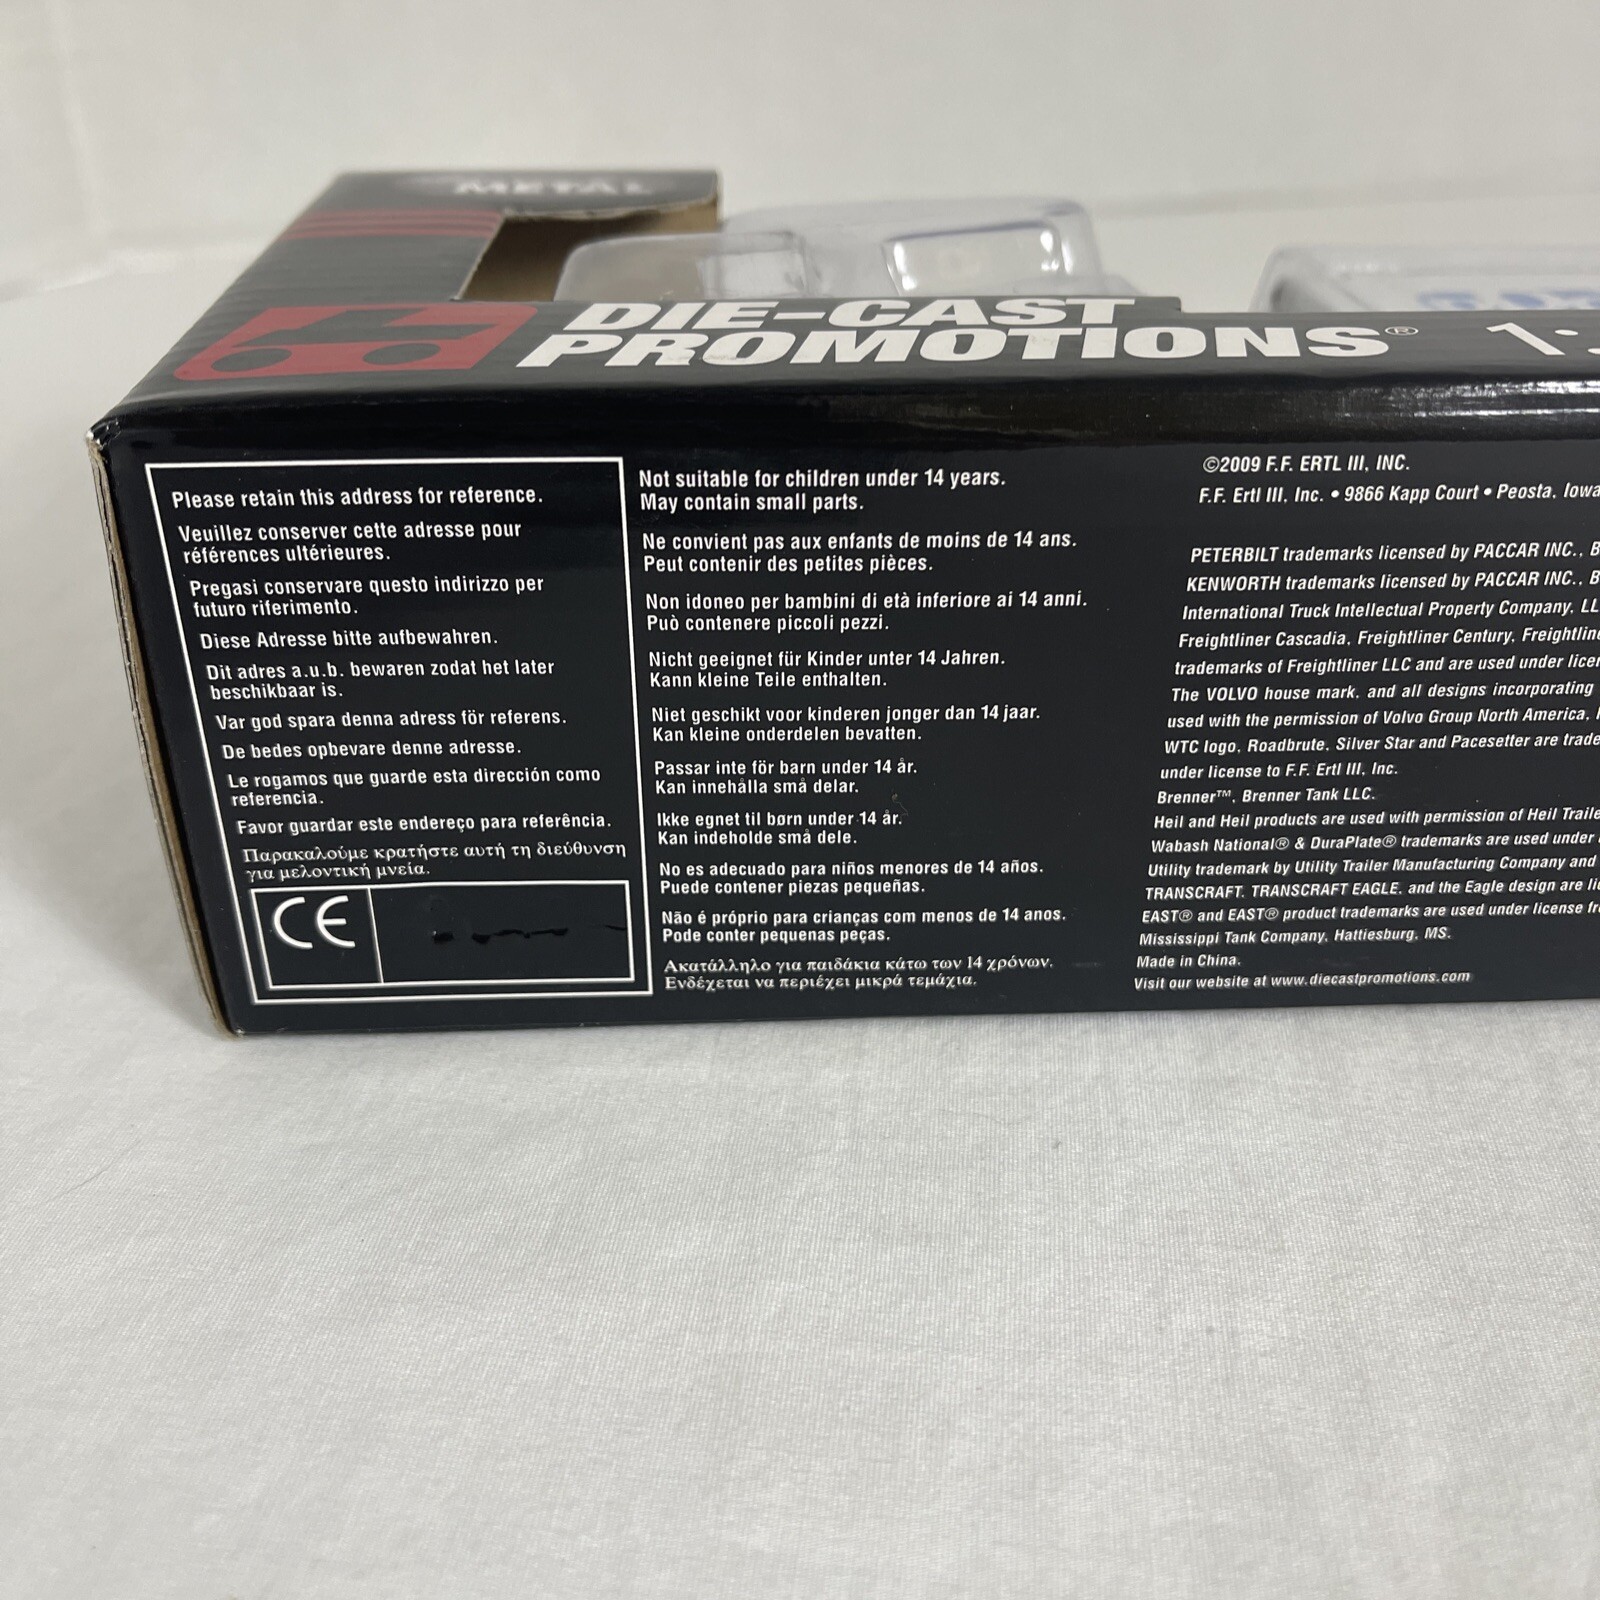 METAL
DIE-CAST
PROMOTIONS®
Please retain this address for reference.
Veuillez conserver cette adresse pour
références ultérieures.
Pregasi conservare questo indirizzo per
futuro riferimento.
Diese Adresse bitte aufbewahren.
Dit adres a.u.b. bewaren zodat het later
beschikbaar is.
Var god spara denna adress för referens.
De bedes opbevare denne adresse.
Le rogamos que guarde esta dirección como
referencia.
Favor guardar este endereço para referência.
Παρακαλούμε κρατήστε αυτή τη διεύθυνση
για μελοντική μνεία.
CE
Not suitable for children under 14 years.
May contain small parts.
Ne convient pas aux enfants de moins de 14 ans.
Peut contenir des petites pièces.
Non idoneo per bambini di età inferiore ai 14 anni.
Può contenere piccoli pezzi.
Nicht geeignet für Kinder unter 14 Jahren.
Kann kleine Teile enthalten.
Niet geschikt voor kinderen jonger dan 14 jaar.
Kan kleine onderdelen bevatten.
Passar inte för barn under 14 år.
Kan innehålla små delar.
Ikke egnet til børn under 14 år.
Kan indeholde små dele.
No es adecuado para niños menores de 14 años.
Puede contener piezas pequeñas.
Não é próprio para crianças com menos de 14 anos.
Pode conter pequenas peças.
Ακατάλληλο για παιδάκια κάτω των 14 χρόνων.
Ενδέχεται να περιέχει μικρά τεμάχια.
©2009 F.F. ERTL III, INC.
F.F. Ertl III, Inc. • 9866 Kapp Court • Peosta, Iowa
PETERBILT trademarks licensed by PACCAR INC., B
KENWORTH trademarks licensed by PACCAR INC., B
International Truck Intellectual Property Company, LL
Freightliner Cascadia, Freightliner Century, Freightline
trademarks of Freightliner LLC and are used under licen
The VOLVO house mark, and all designs incorporating
used with the permission of Volvo Group North America,
WTC logo, Roadbrute, Silver Star and Pacesetter are trade
under license to F.F. Ertl III, Inc.
Brenner™, Brenner Tank LLC.
Heil and Heil products are used with permission of Heil Traile
Wabash National® & DuraPlate® trademarks are used under
Utility trademark by Utility Trailer Manufacturing Company and
TRANSCRAFT, TRANSCRAFT EAGLE, and the Eagle design are li
EAST® and EAST® product trademarks are used under license fr
Mississippi Tank Company, Hattiesburg, MS.
Made in China.
Visit our website at www.diecastpromotions.com